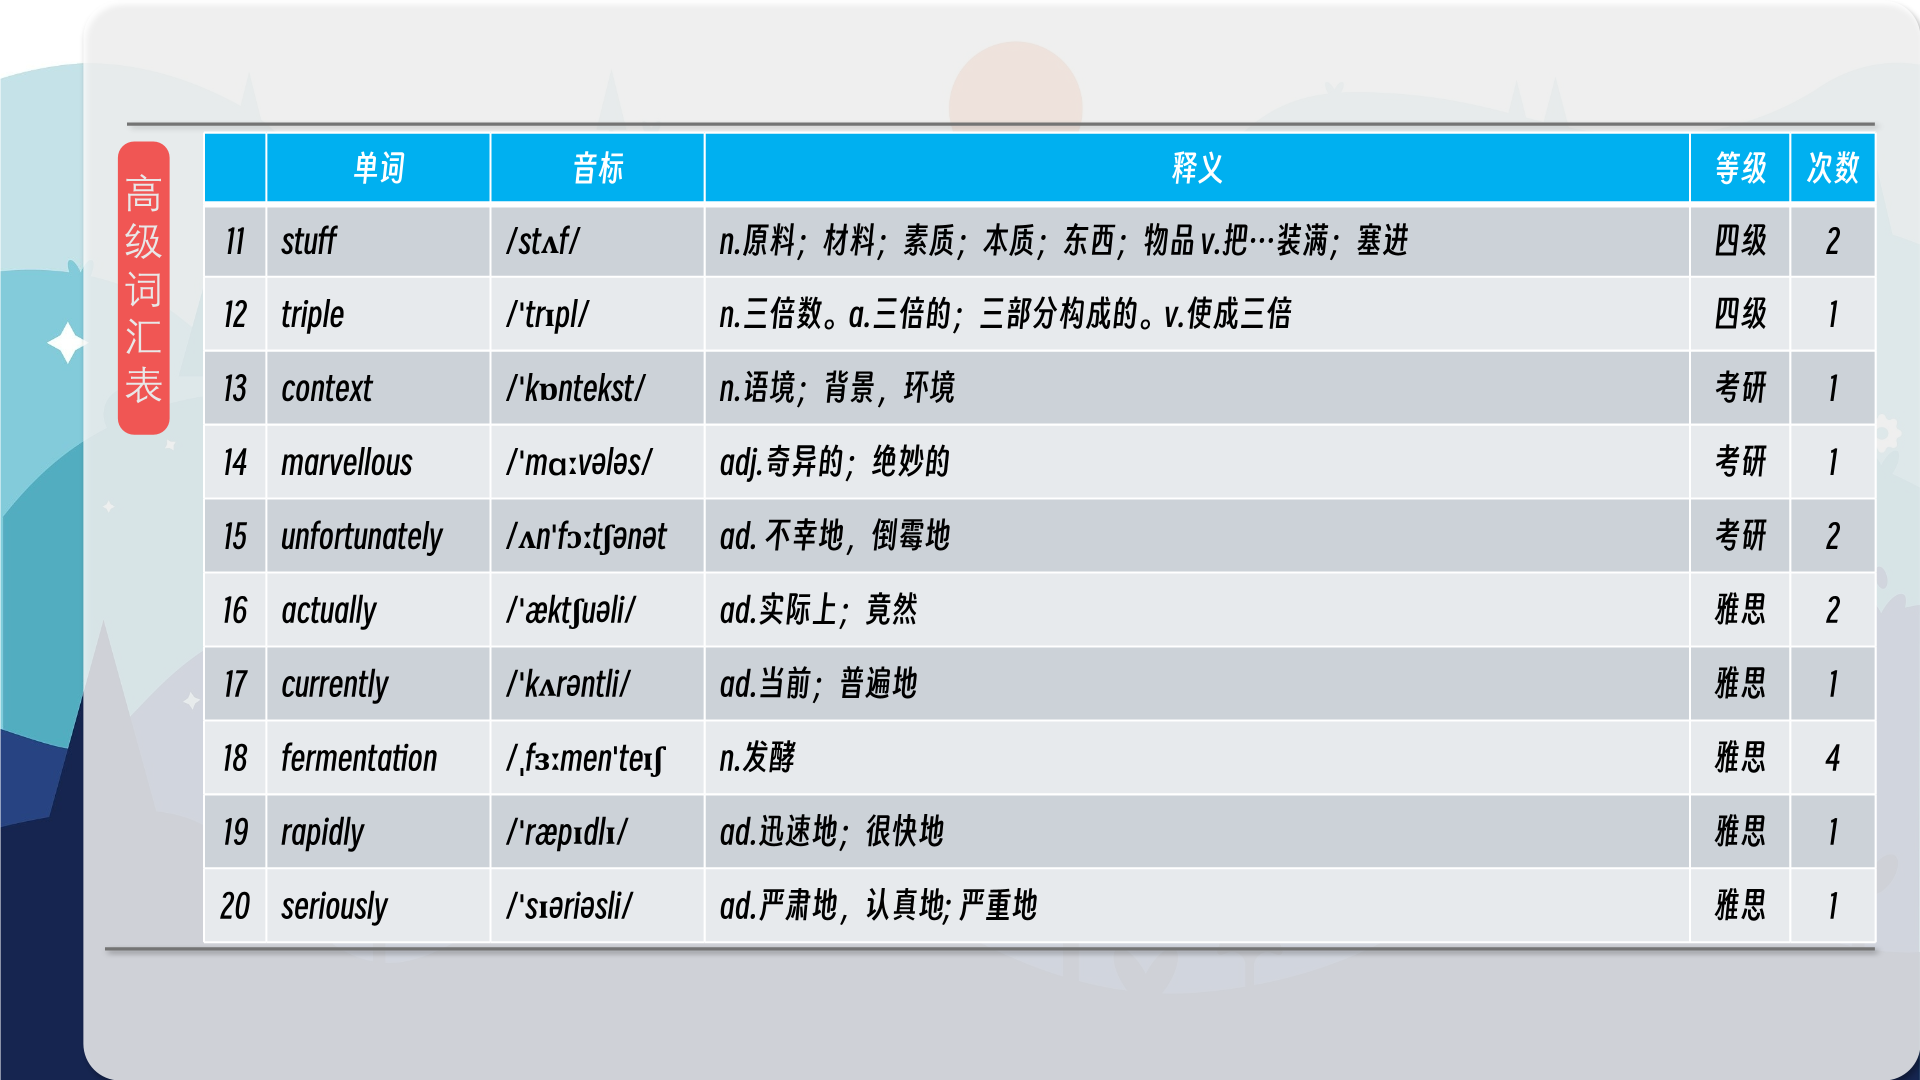 高级词汇表
单词 音标 释义 等级 次数
11 stuff /stʌf/ n.原料；材料；素质；本质；东西；物品 v.把…装满；塞进 四级 2
12 triple /'trɪpl/ n.三倍数。a.三倍的；三部分构成的。v.使成三倍 四级 1
13 context /'kɒntekst/ n.语境；背景，环境 考研 1
14 marvellous /'mɑːvələs/ adj.奇异的；绝妙的 考研 1
15 unfortunately /ʌn'fɔːtʃənət ad. 不幸地，倒霉地 考研 2
16 actually /'æktʃuəli/ ad.实际上；竟然 雅思 2
17 currently /'kʌrəntli/ ad.当前；普遍地 雅思 1
18 fermentation /ˌfɜːmen'teɪʃ n.发酵 雅思 4
19 rapidly /'ræpɪdlɪ/ ad.迅速地；很快地 雅思 1
20 seriously /'sɪəriəsli/ ad.严肃地，认真地; 严重地 雅思 1